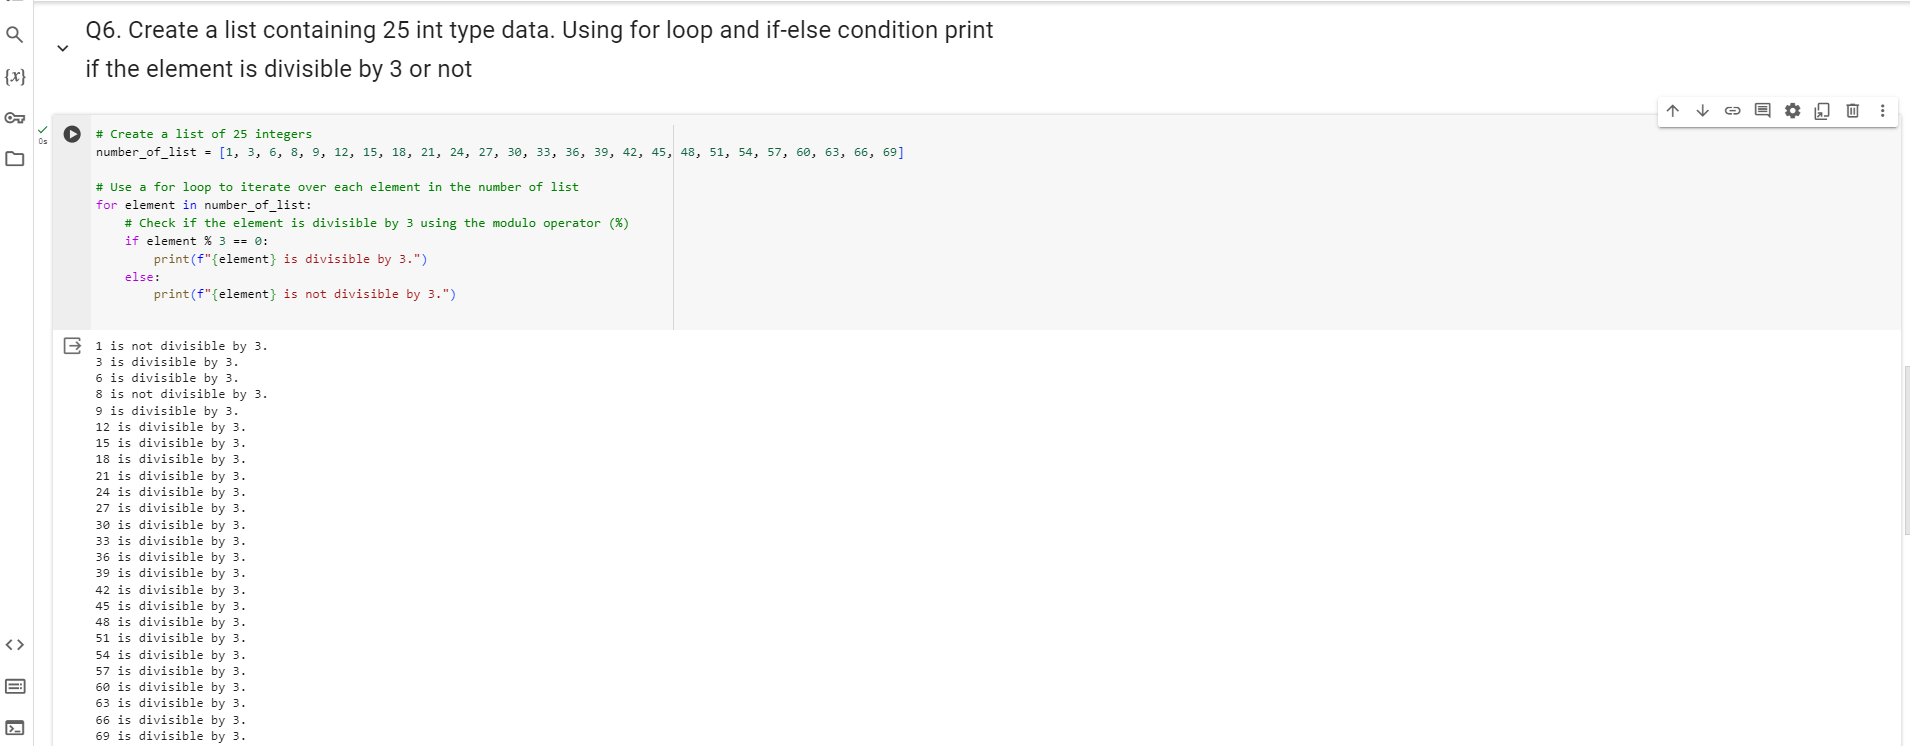 Q6. Create a list containing 25 int type data. Using for loop and if-else condition print
if the element is divisible by 3 or not
{x}
0s
# Create a list of 25 integers
number_of_list = [1, 3, 6, 8, 9, 12, 15, 18, 21, 24, 27, 30, 33, 36, 39, 42, 45, 48, 51, 54, 57, 60, 63, 66, 69]
# Use a for loop to iterate over each element in the number of list
for element in number_of_list:
    # Check if the element is divisible by 3 using the modulo operator (%)
    if element % 3 == 0:
        print(f"{element} is divisible by 3.")
    else:
        print(f"{element} is not divisible by 3.")
1 is not divisible by 3.
3 is divisible by 3.
6 is divisible by 3.
8 is not divisible by 3.
9 is divisible by 3.
12 is divisible by 3.
15 is divisible by 3.
18 is divisible by 3.
21 is divisible by 3.
24 is divisible by 3.
27 is divisible by 3.
30 is divisible by 3.
33 is divisible by 3.
36 is divisible by 3.
39 is divisible by 3.
42 is divisible by 3.
45 is divisible by 3.
48 is divisible by 3.
51 is divisible by 3.
54 is divisible by 3.
57 is divisible by 3.
60 is divisible by 3.
63 is divisible by 3.
66 is divisible by 3.
69 is divisible by 3.